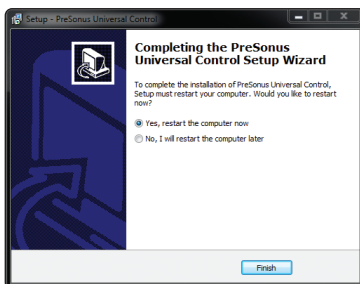 Setup - PreSonus Universal Control
Completing the PreSonus
Universal Control Setup Wizard
To complete the installation of PreSonus Universal Control,
Setup must restart your computer. Would you like to restart
now?
Yes, restart the computer now
No, I will restart the computer later
Finish